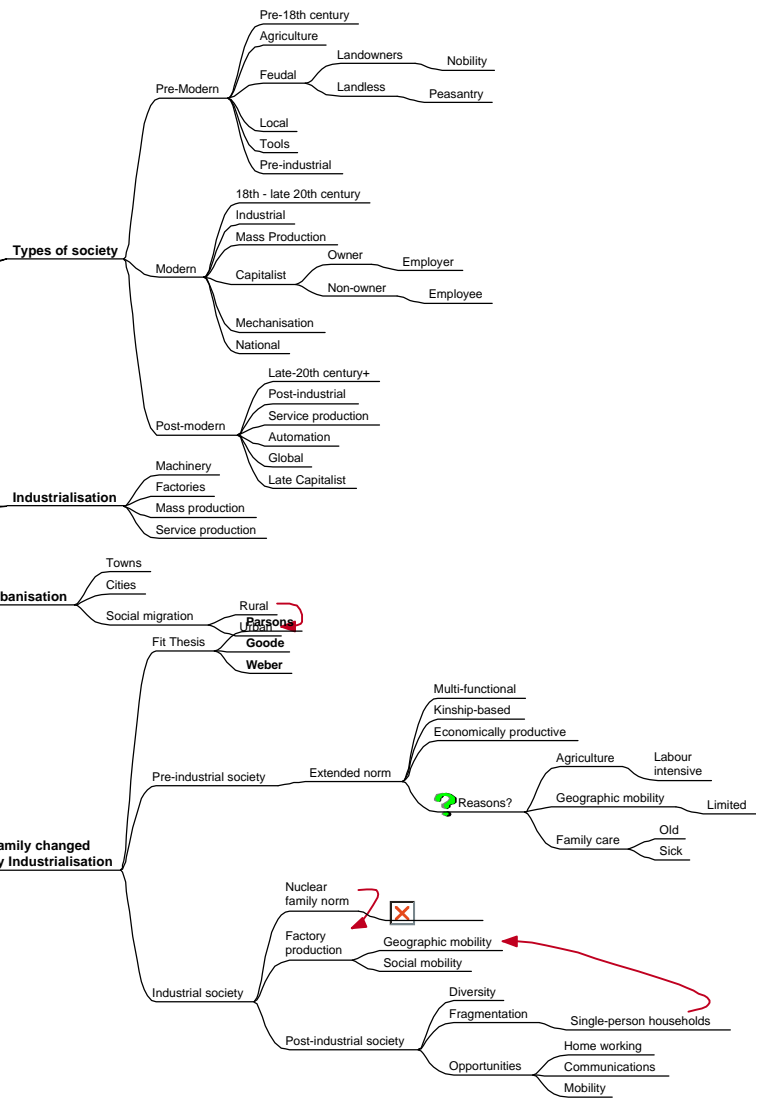 Pre-18th century
Agriculture
Landowners
Nobility
Feudal
Landless
Peasantry
Pre-Modern
Local
Tools
Pre-industrial
18th - late 20th century
Industrial
Mass Production
Types of society
Modern
Owner
Employer
Capitalist
Non-owner
Employee
Mechanisation
National
Late-20th century+
Post-industrial
Service production
Post-modern
Automation
Global
Late Capitalist
Machinery
Industrialisation
Factories
Mass production
Service production
Towns
banisation
Cities
Social migration
Rural
Urban
Parsons
Fit Thesis
Goode
Weber
Multi-functional
Kinship-based
Economically productive
Pre-industrial society
Extended norm
Agriculture
Labour
intensive
Reasons?
Geographic mobility
Limited
Family care
Old
Sick
amily changed
y Industrialisation
Nuclear
family norm
Factory
production
Geographic mobility
Social mobility
Industrial society
Diversity
Fragmentation
Single-person households
Post-industrial society
Opportunities
Home working
Communications
Mobility